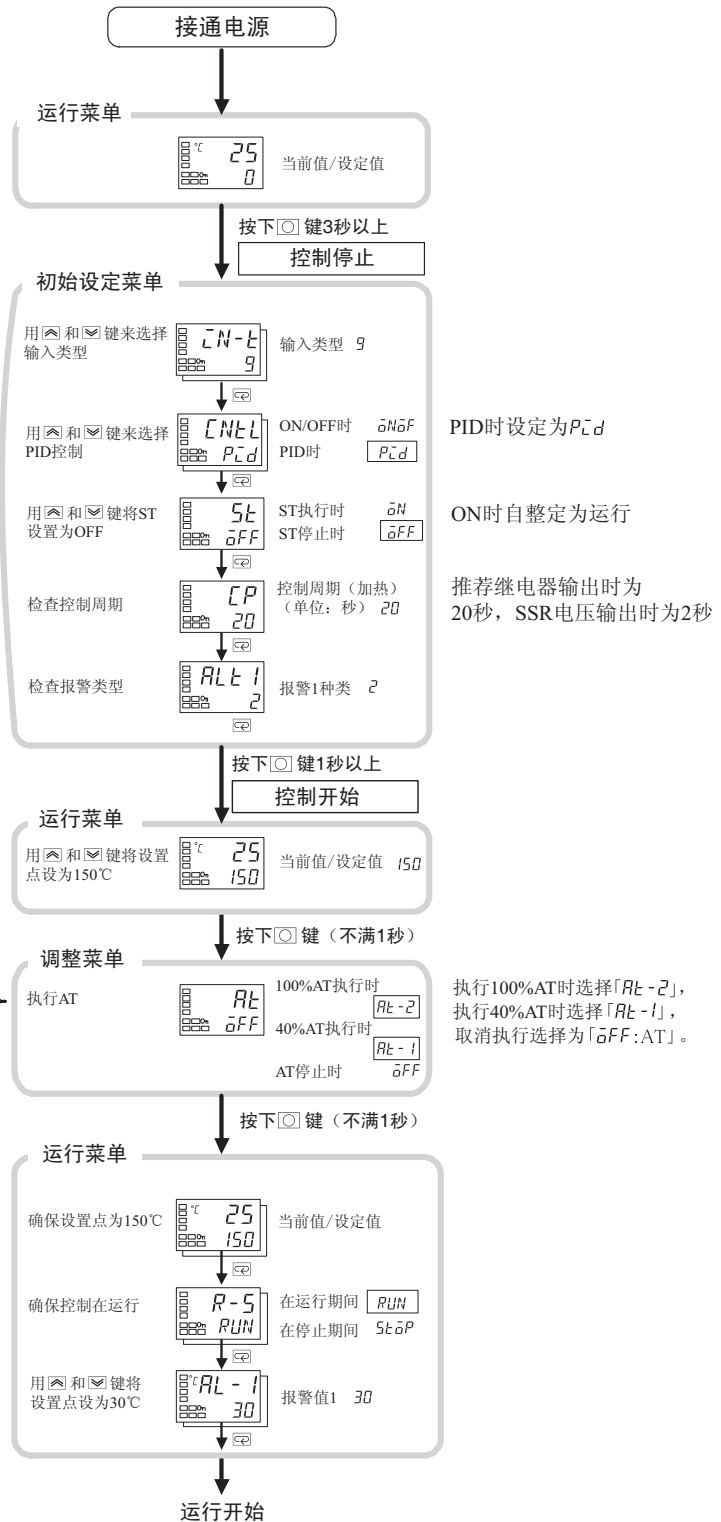 接通电源
运行菜单
℃ 25
0
当前值/设定值
按下 键3秒以上
控制停止
初始设定菜单
用 和 键来选择
输入类型
IN-t
9
输入类型 9
用 和 键来选择
PID控制
CNtL
PId
ON/OFF时 oNoF
PID时 PId
PID时设定为PId
用 和 键将ST
设置为OFF
St
oFF
ST执行时 oN
ST停止时 oFF
ON时自整定为运行
检查控制周期
CP
20
控制周期（加热）
（单位：秒） 20
推荐继电器输出时为
20秒，SSR电压输出时为2秒
检查报警类型
ALt1
2
报警1种类 2
按下 键1秒以上
控制开始
运行菜单
用 和 键将设置
点设为150℃
℃ 25
150
当前值/设定值 150
按下 键（不满1秒）
调整菜单
执行AT
At
oFF
100%AT执行时
At-2
40%AT执行时
At-1
AT停止时 oFF
执行100%AT时选择「At-2」，
执行40%AT时选择「At-1」，
取消执行选择为「oFF:AT」。
按下 键（不满1秒）
运行菜单
确保设置点为150℃
℃ 25
150
当前值/设定值
确保控制在运行
R-S
RUN
在运行期间 RUN
在停止期间 StoP
用 和 键将
设置点设为30℃
℃ AL-1
30
报警值1 30
运行开始